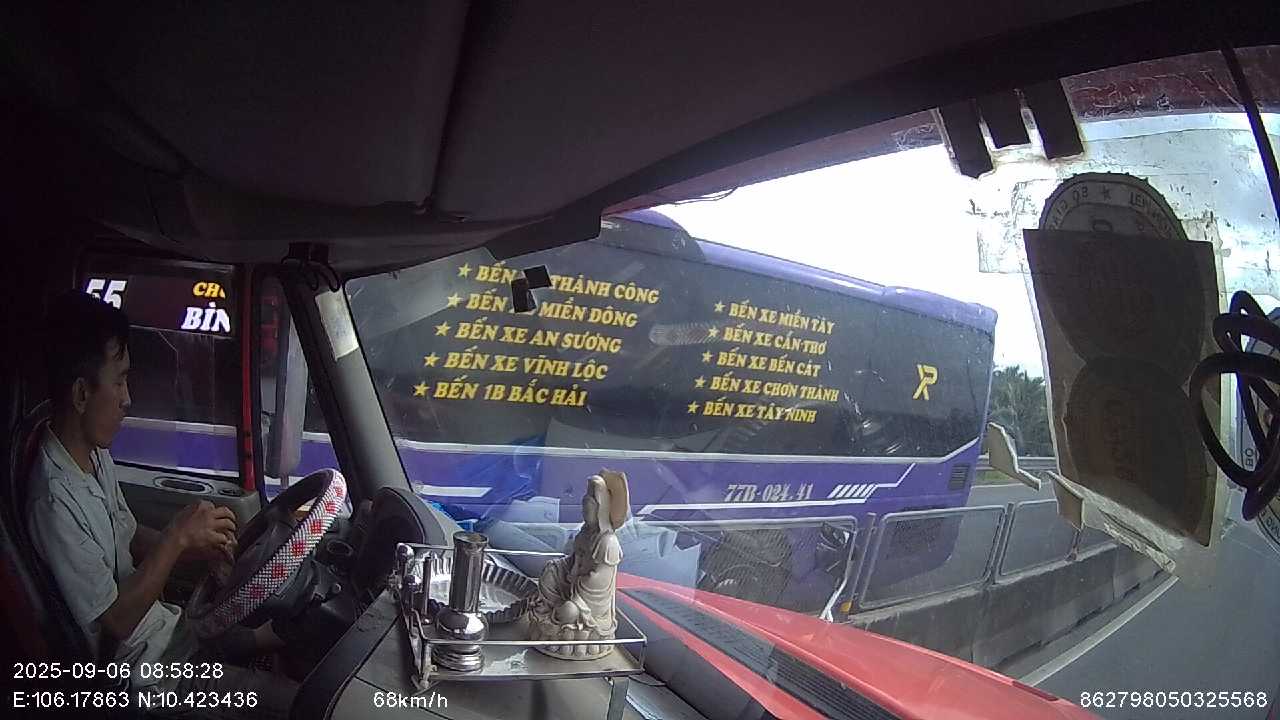 55
BẾN THÀNH CÔNG
BẾN MIỀN ĐÔNG
BẾN XE AN SƯƠNG
BẾN XE VĨNH LỘC
BẾN 1B BẮC HẢI
BẾN XE MIỀN TÂY
BẾN XE CẦN THƠ
BẾN XE BẾN CÁT
BẾN XE CHƠN THÀNH
BẾN XE TÂY NINH
77B-024.41
2025-09-06 08:58:28
E:106.17863 N:10.423436
68km/h
862798050325568